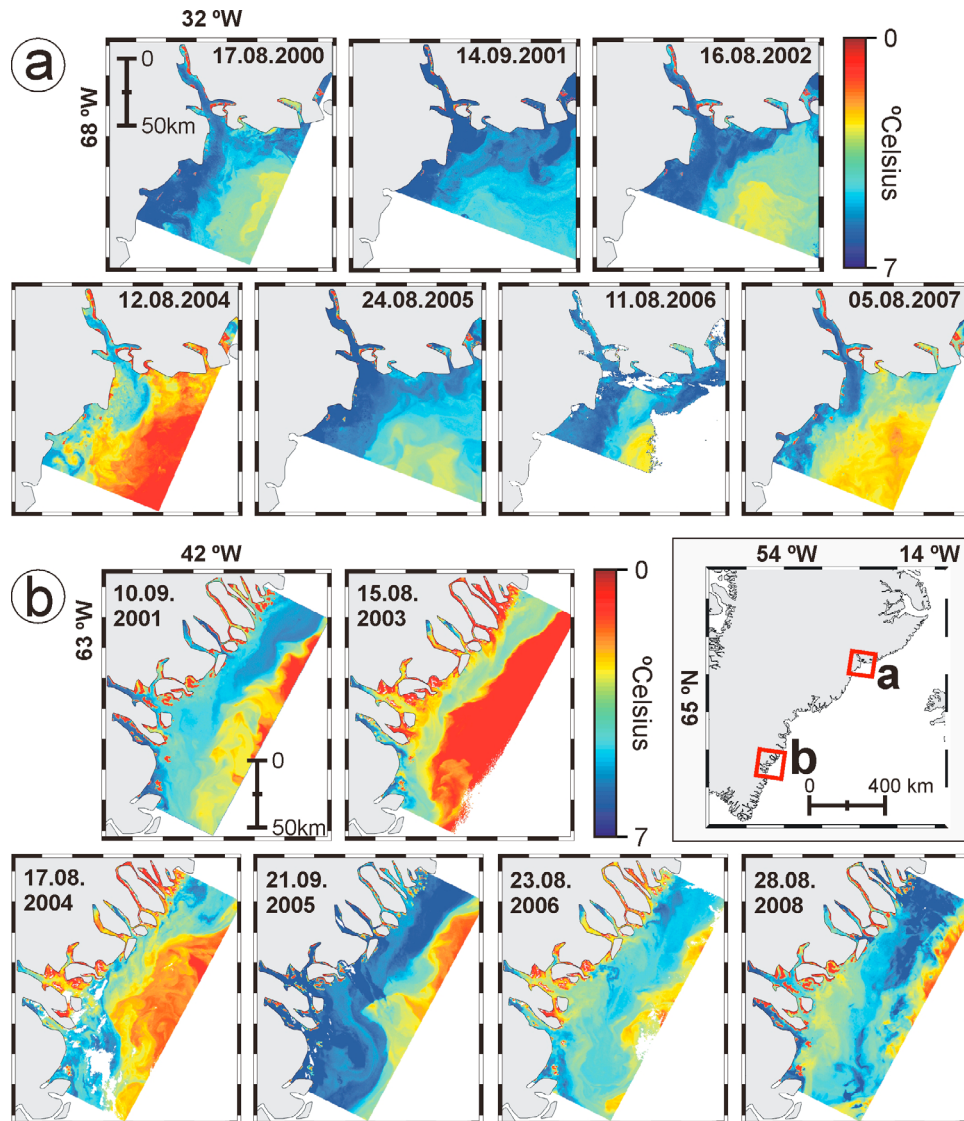 a
32 ºW
68 ºW
17.08.2000
0
50km
14.09.2001
16.08.2002
0
ºCelsius
7
12.08.2004
24.08.2005
11.08.2006
05.08.2007
b
42 ºW
63 ºW
10.09.
2001
0
50km
15.08.
2003
0
ºCelsius
7
54 ºW
14 ºW
65 ºN
a
b
0
400 km
17.08.
2004
21.09.
2005
23.08.
2006
28.08.
2008